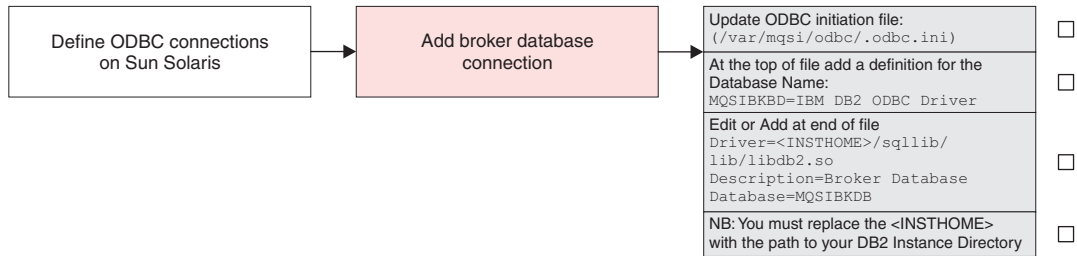 Define ODBC connections
on Sun Solaris
Add broker database
connection
Update ODBC initiation file:
(/var/mqsi/odbc/.odbc.ini)
At the top of file add a definition for the
Database Name:
MQSIBKBD=IBM DB2 ODBC Driver
Edit or Add at end of file
Driver=<INSTHOME>/sqllib/
lib/libdb2.so
Description=Broker Database
Database=MQSIBKDB
NB: You must replace the <INSTHOME>
with the path to your DB2 Instance Directory